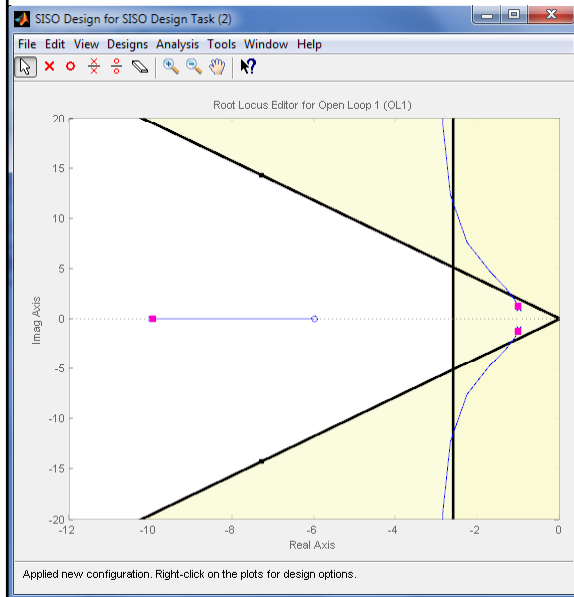 SISO Design for SISO Design Task (2)
File Edit View Designs Analysis Tools Window Help
Root Locus Editor for Open Loop 1 (OL1)
20
15
10
5
0
-5
-10
-15
-20
Imag Axis
-12 -10 -8 -6 -4 -2 0
Real Axis
Applied new configuration. Right-click on the plots for design options.